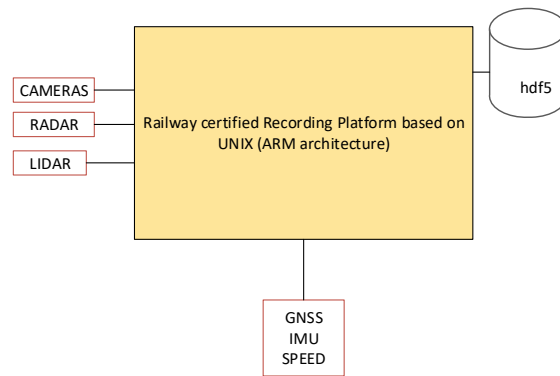 CAMERAS
RADAR
LIDAR
Railway certified Recording Platform based on
UNIX (ARM architecture)
hdf5
GNSS
IMU
SPEED